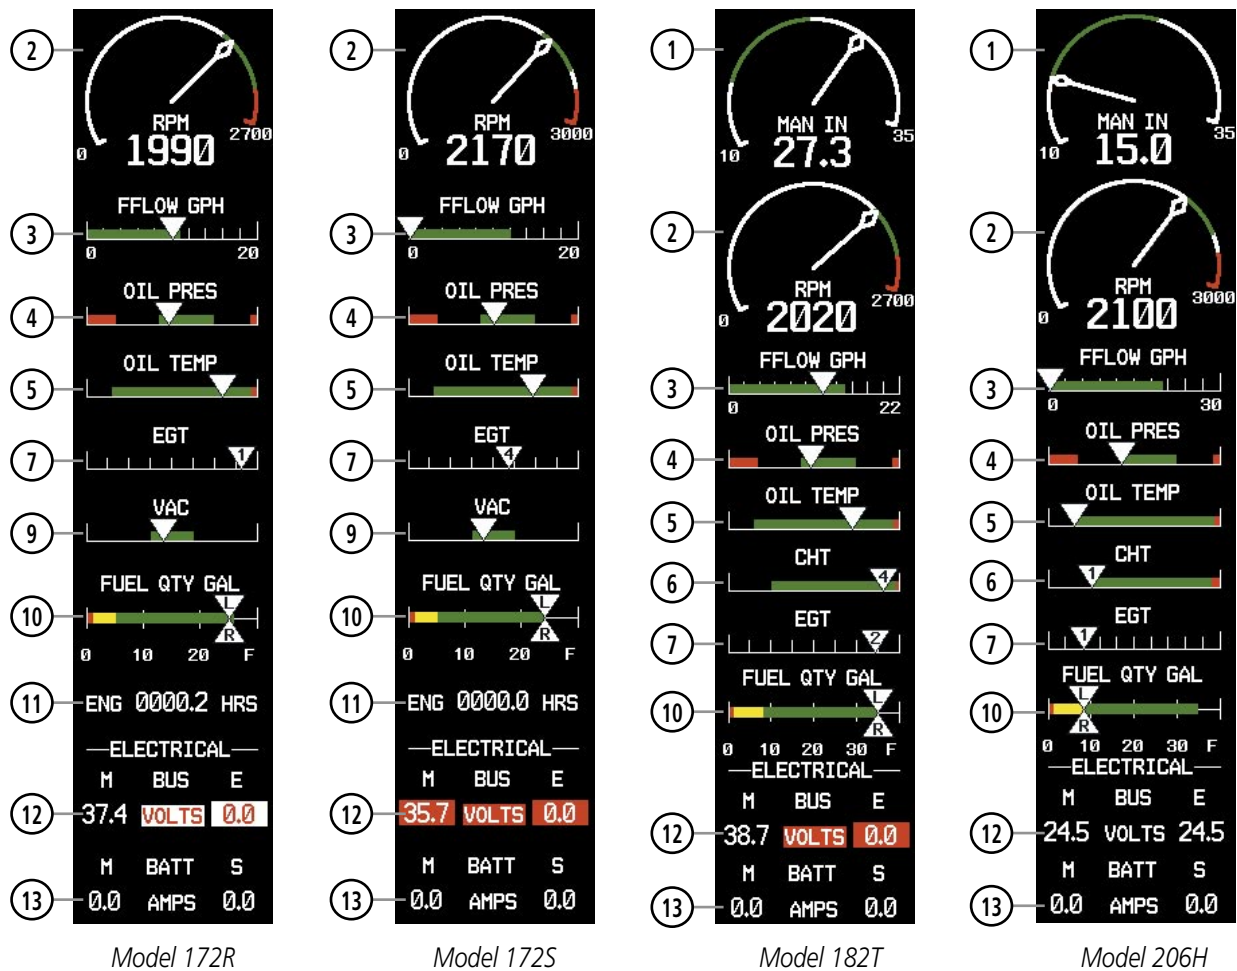 2
RPM
2700
0
1990
FFLOW GPH
3
0 20
OIL PRES
4
OIL TEMP
5
EGT
7
1
VAC
9
FUEL QTY GAL
L
10
R
0 10 20 F
11
ENG 0000.2 HRS
ELECTRICAL
M BUS E
12
37.4 VOLTS 0.0
M BATT S
13
0.0 AMPS 0.0
Model 172R
2
RPM
3000
0
2170
FFLOW GPH
3
0 20
OIL PRES
4
OIL TEMP
5
EGT
7
4
VAC
9
FUEL QTY GAL
L
10
R
0 10 20 F
11
ENG 0000.0 HRS
ELECTRICAL
M BUS E
12
35.7 VOLTS 0.0
M BATT S
13
0.0 AMPS 0.0
Model 172S
1
MAN IN
35
10
27.3
2
RPM
2700
0
2020
FFLOW GPH
3
0 22
OIL PRES
4
OIL TEMP
5
CHT
6
4
EGT
7
2
FUEL QTY GAL
L
10
R
0 10 20 30 F
ELECTRICAL
M BUS E
12
38.7 VOLTS 0.0
M BATT S
13
0.0 AMPS 0.0
Model 182T
1
MAN IN
35
10
15.0
2
RPM
3000
0
2100
FFLOW GPH
3
0 30
OIL PRES
4
OIL TEMP
5
CHT
6
1
EGT
7
1
FUEL QTY GAL
L
10
R
0 10 20 30 F
ELECTRICAL
M BUS E
12
24.5 VOLTS 24.5
M BATT S
13
0.0 AMPS 0.0
Model 206H